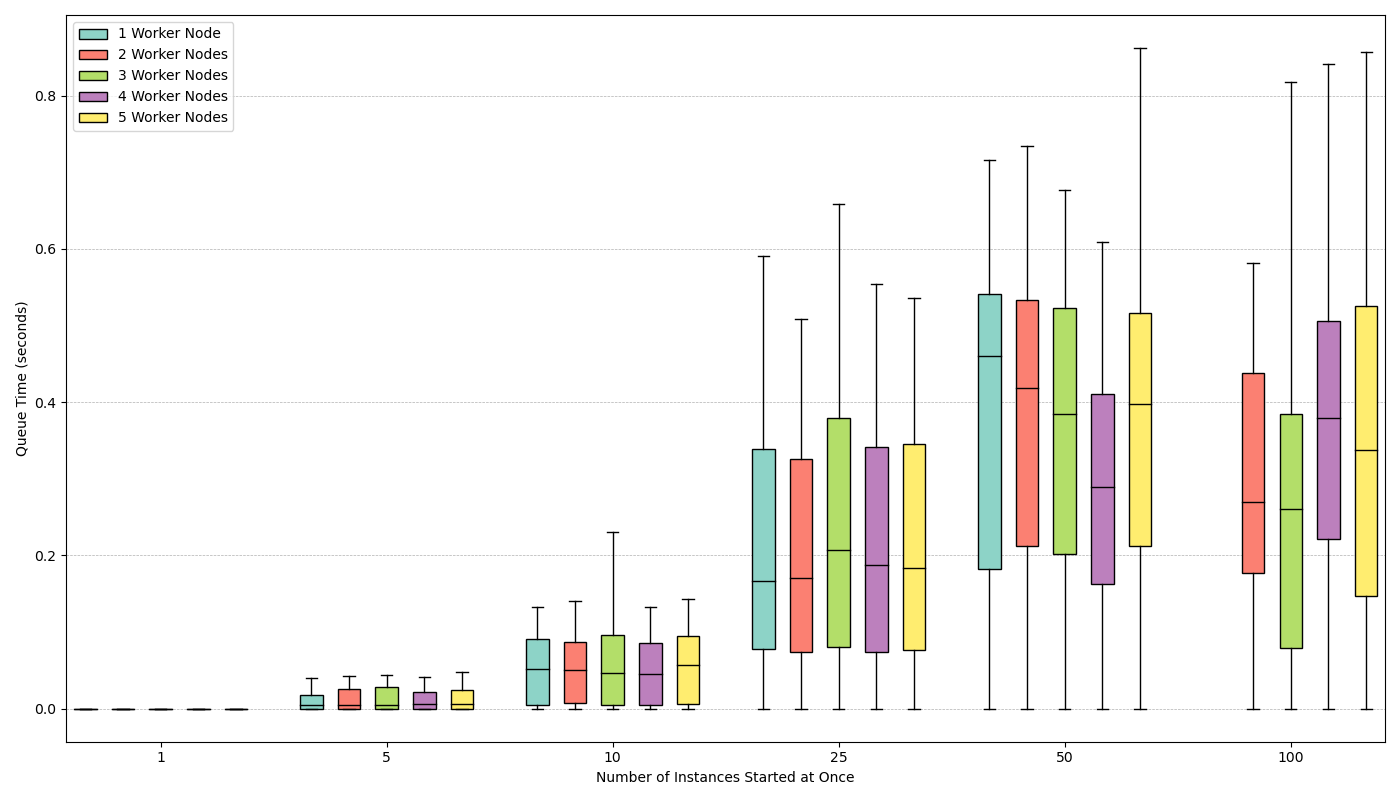 1 Worker Node
2 Worker Nodes
3 Worker Nodes
4 Worker Nodes
5 Worker Nodes
Queue Time (seconds)
0.8
0.6
0.4
0.2
0.0
1 5 10 25 50 100
Number of Instances Started at Once